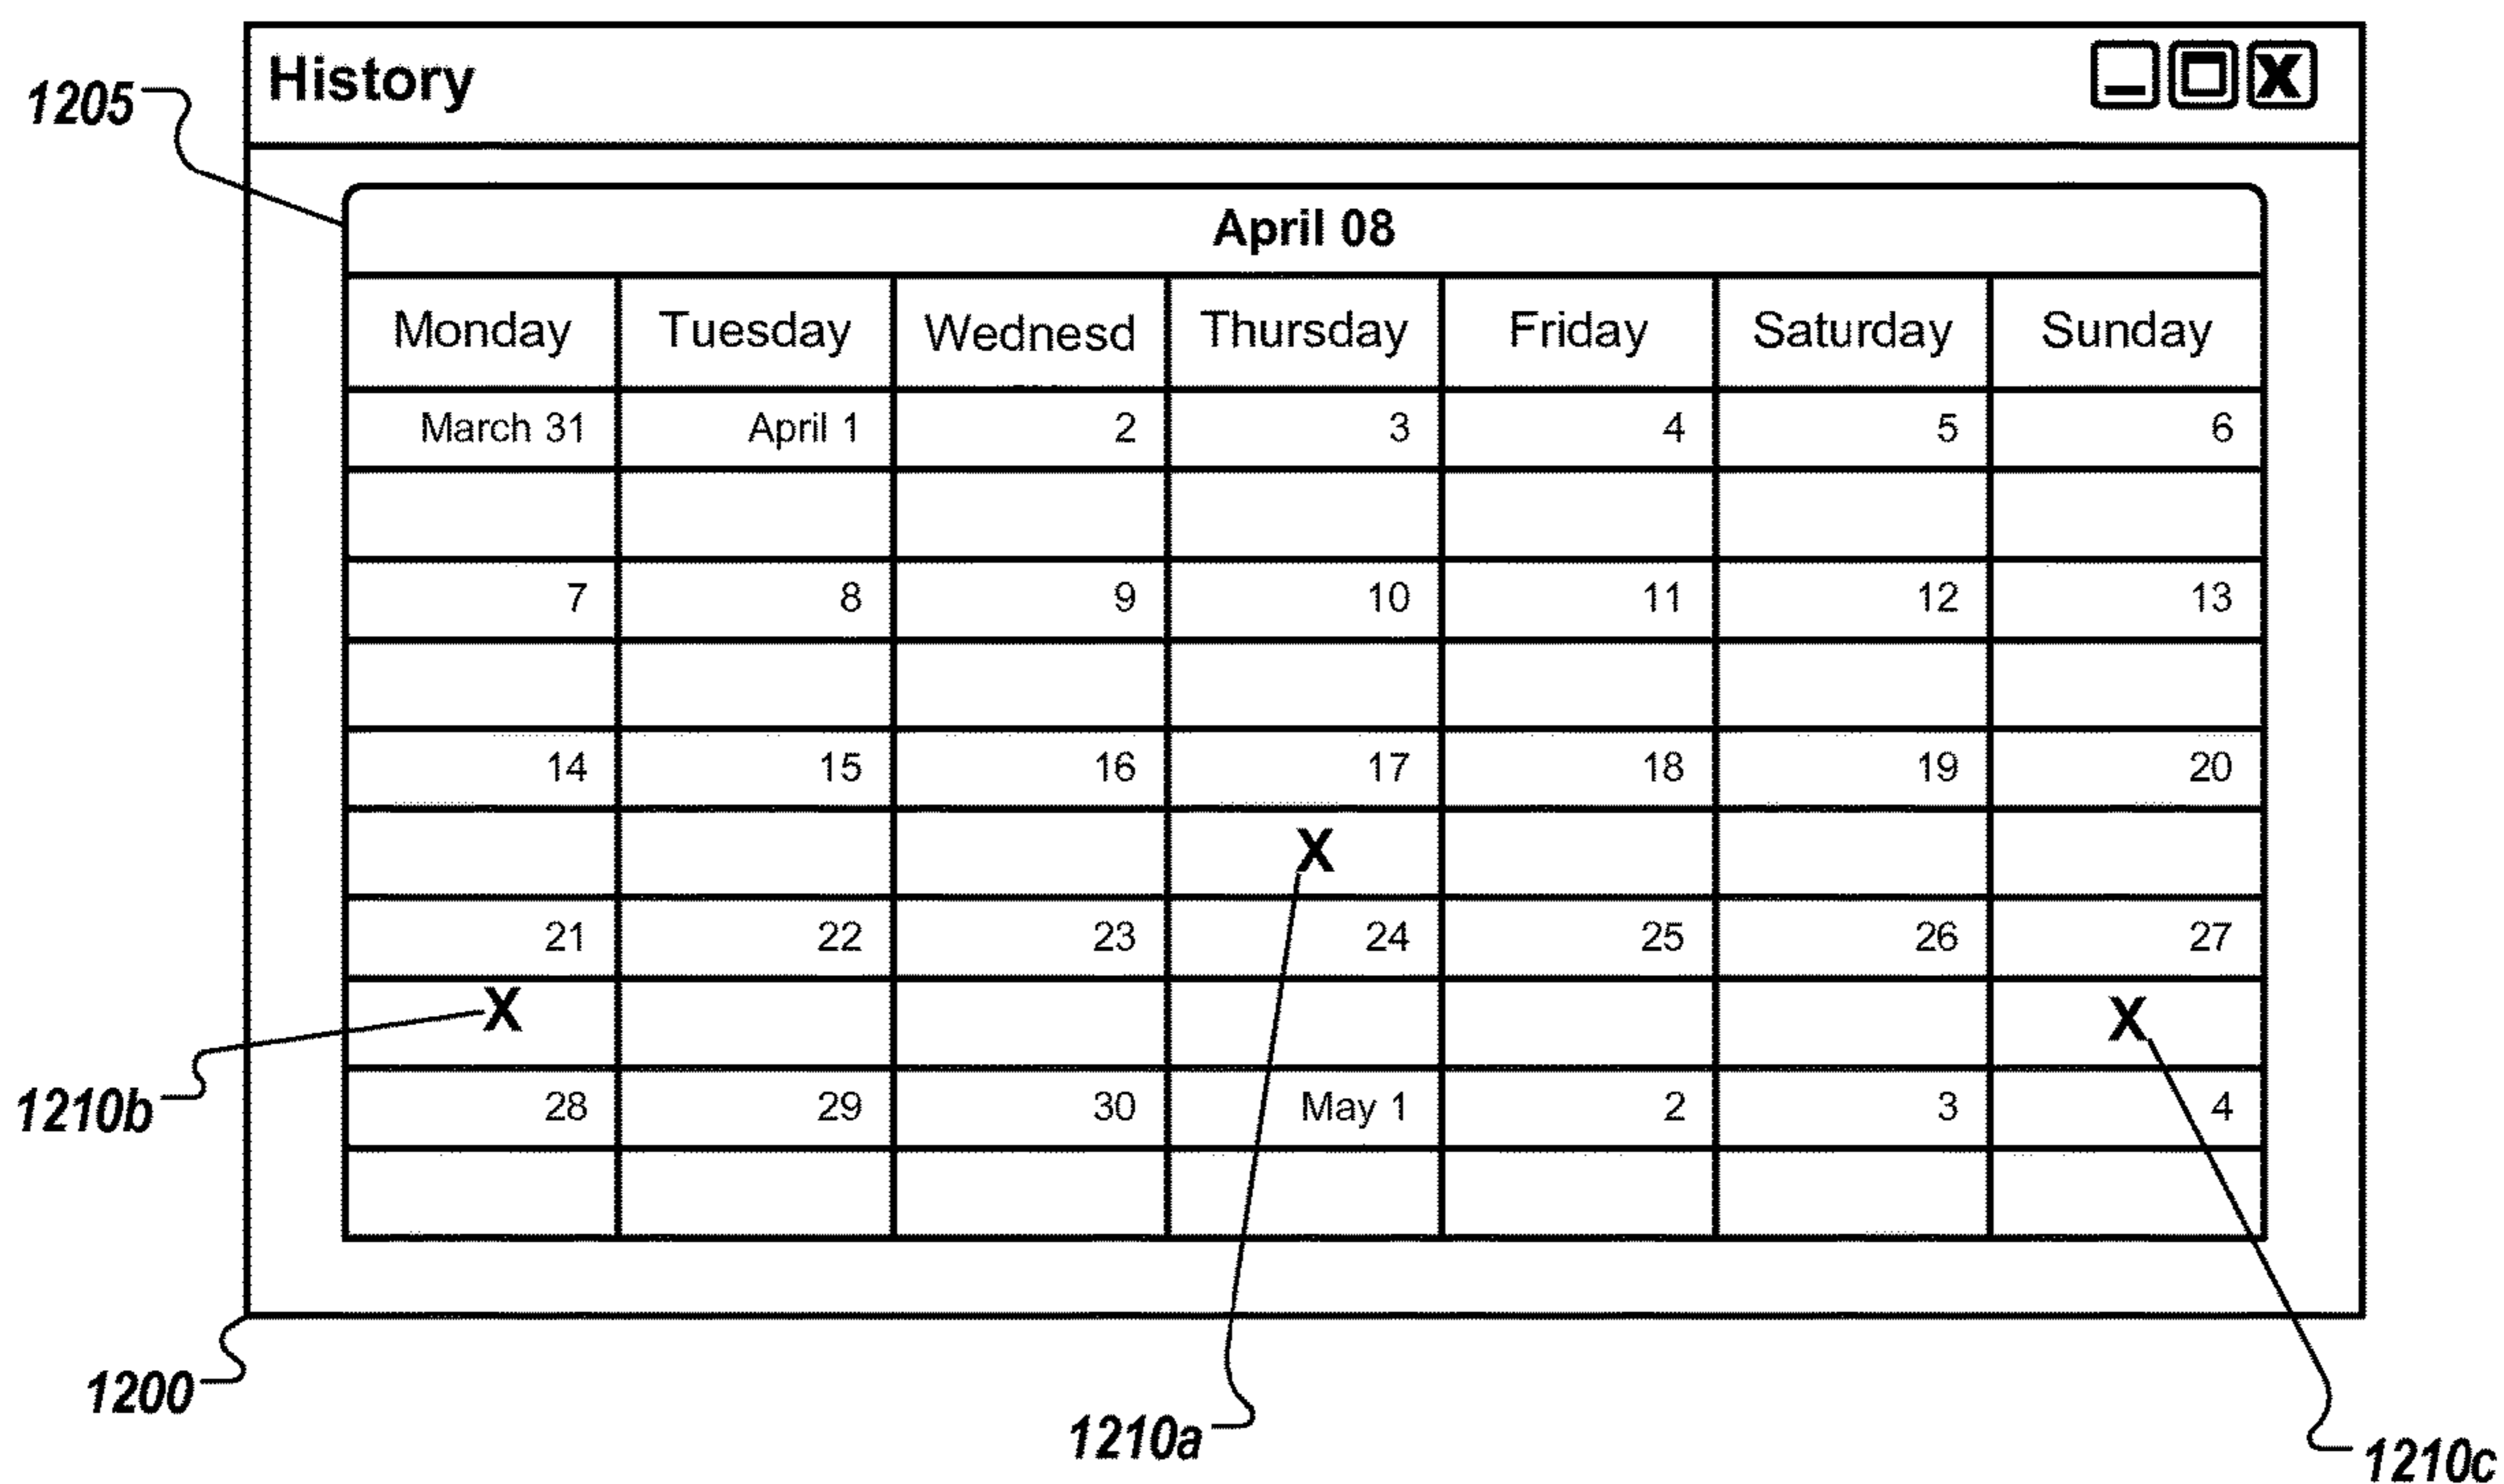 History
1205
April 08
Monday Tuesday Wednesd Thursday Friday Saturday Sunday
March 31 April 1 2 3 4 5 6
7 8 9 10 11 12 13
14 15 16 17 18 19 20
X
21 22 23 24 25 26 27
X X
1210b
28 29 30 May 1 2 3 4
1200
1210a
1210c